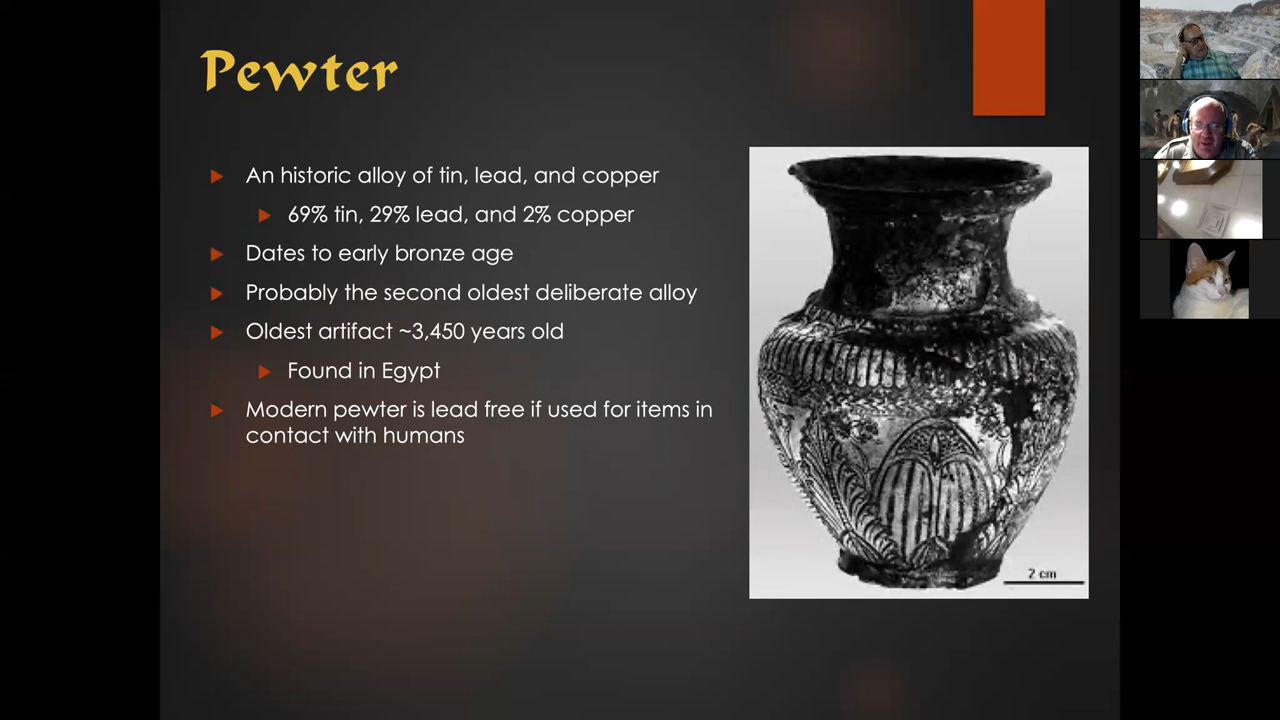 Pewter
An historic alloy of tin, lead, and copper
69% tin, 29% lead, and 2% copper
Dates to early bronze age
Probably the second oldest deliberate alloy
Oldest artifact ~3,450 years old
Found in Egypt
Modern pewter is lead free if used for items in
contact with humans
2 cm